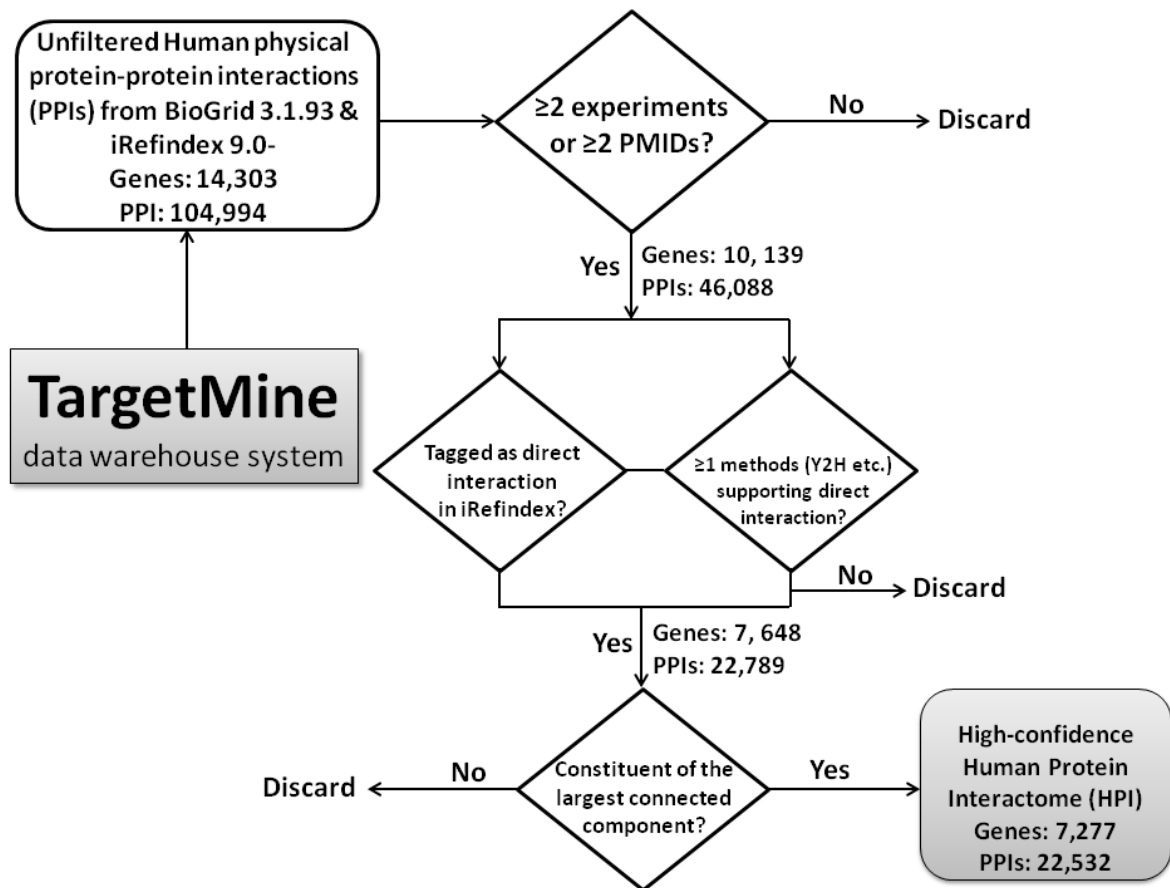 Unfiltered Human physical
protein-protein interactions
(PPIs) from BioGrid 3.1.93 &
iRefindex 9.0-
Genes: 14,303
PPI: 104,994
≥2 experiments
or ≥2 PMIDs?
No
Discard
Yes
Genes: 10, 139
PPIs: 46,088
TargetMine
data warehouse system
Tagged as direct
interaction
in iRefindex?
≥1 methods (Y2H etc.)
supporting direct
interaction?
No
Discard
Yes
Genes: 7, 648
PPIs: 22,789
Constituent of the
largest connected
component?
No
Discard
Yes
High-confidence
Human Protein
Interactome (HPI)
Genes: 7,277
PPIs: 22,532